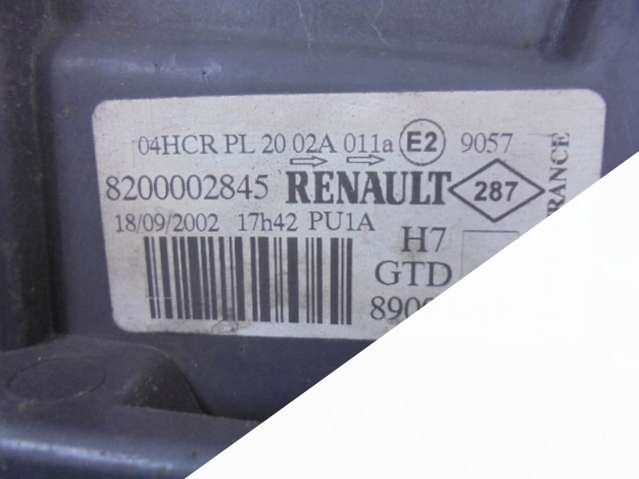 04HCR PL 20 02A 011a E2 9057
8200002845 RENAULT 287
18/09/2002 17h42 PU1A
H7
GTD